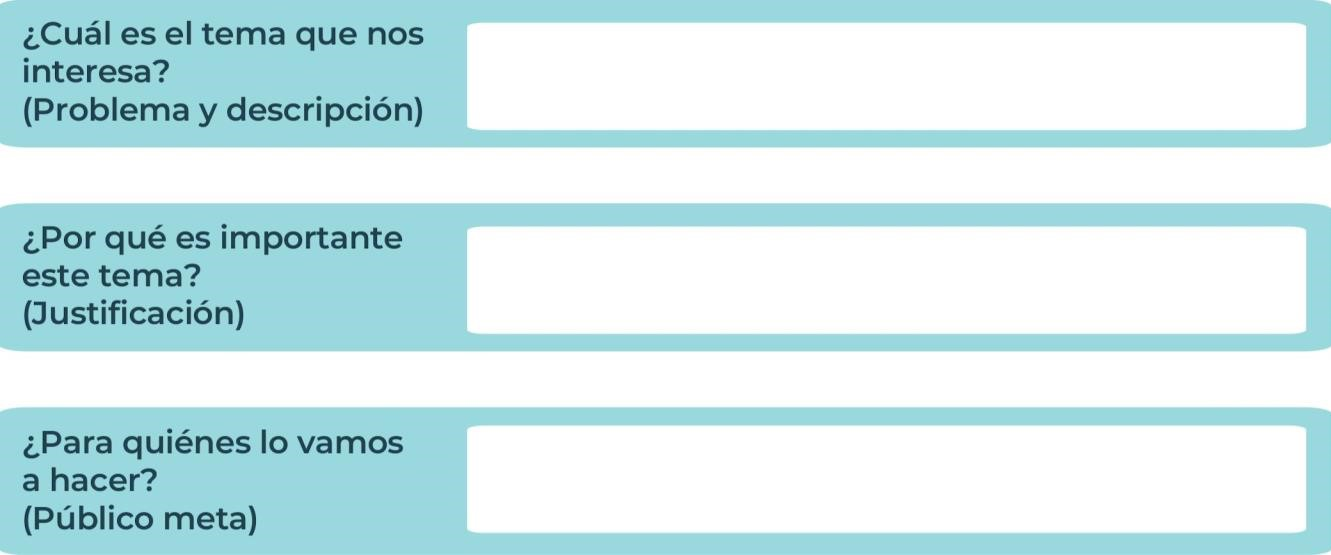 ¿Cuál es el tema que nos
interesa?
(Problema y descripción)
¿Por qué es importante
este tema?
(Justificación)
¿Para quiénes lo vamos
a hacer?
(Público meta)